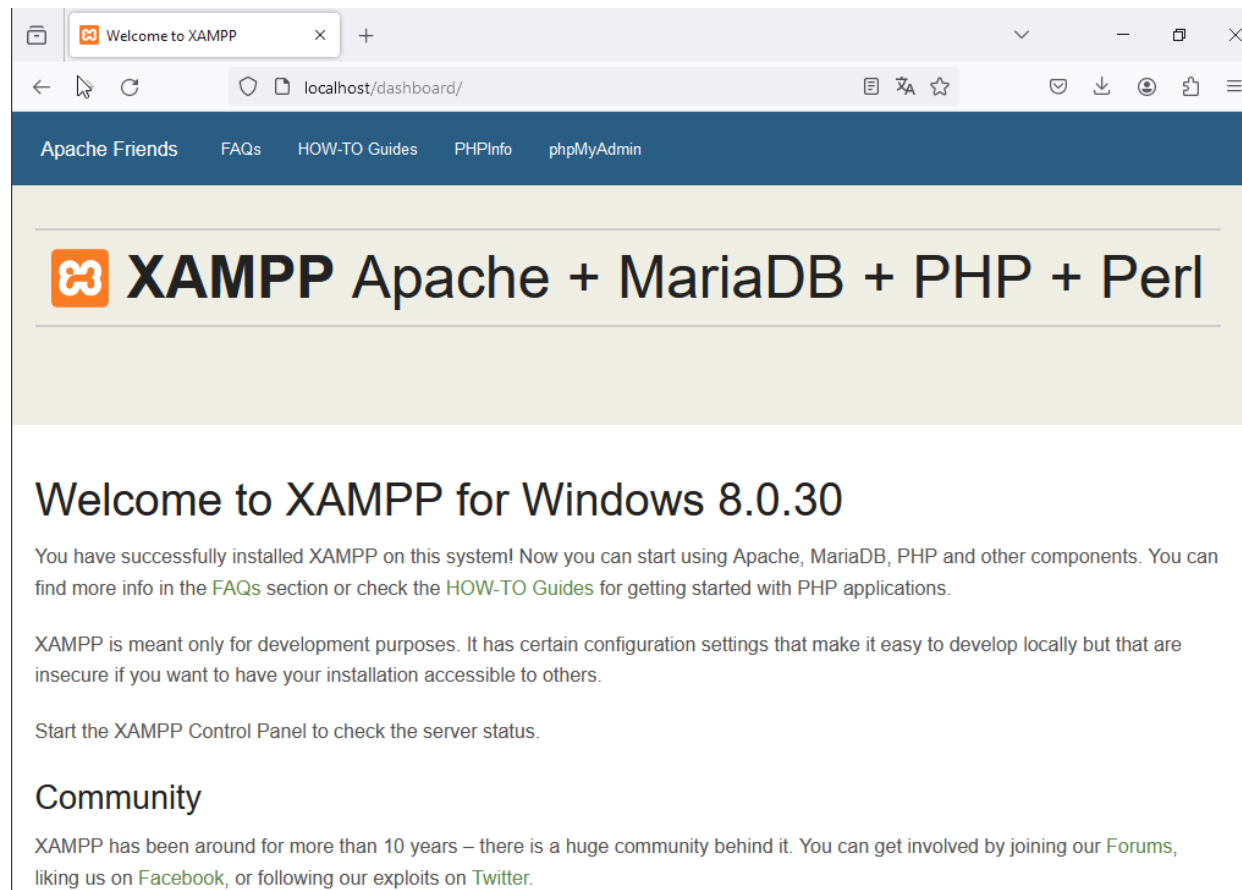 Welcome to XAMPP
localhost/dashboard/
Apache Friends FAQs HOW-TO Guides PHPInfo phpMyAdmin
XAMPP Apache + MariaDB + PHP + Perl
Welcome to XAMPP for Windows 8.0.30
You have successfully installed XAMPP on this system! Now you can start using Apache, MariaDB, PHP and other components. You can
find more info in the FAQs section or check the HOW-TO Guides for getting started with PHP applications.
XAMPP is meant only for development purposes. It has certain configuration settings that make it easy to develop locally but that are
insecure if you want to have your installation accessible to others.
Start the XAMPP Control Panel to check the server status.
Community
XAMPP has been around for more than 10 years – there is a huge community behind it. You can get involved by joining our Forums,
liking us on Facebook, or following our exploits on Twitter.